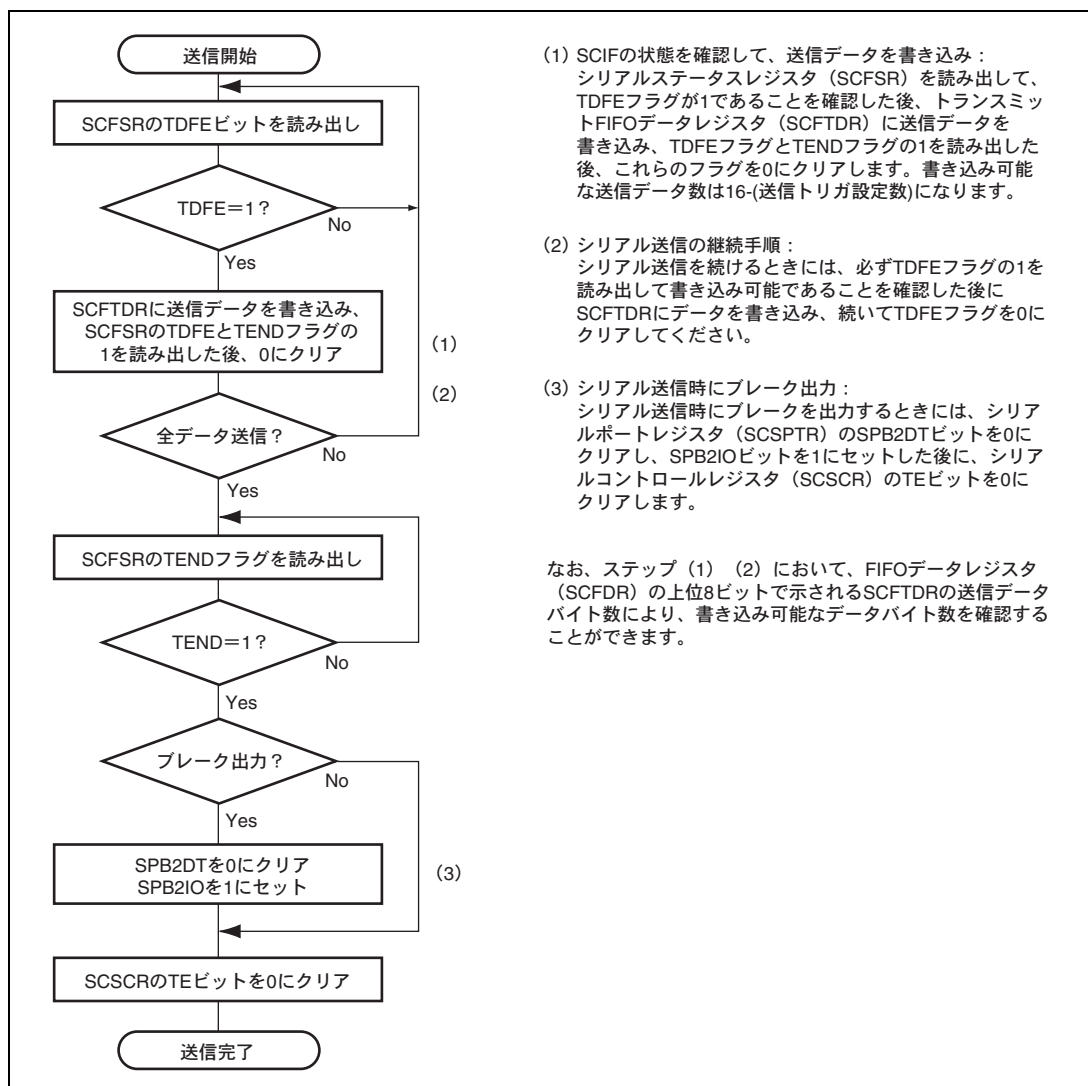 送信開始
SCFSRのTDFEビットを読み出し
TDFE＝1？
No
Yes
SCFTDRに送信データを書き込み、
SCFSRのTDFEとTENDフラグの
1を読み出した後、0にクリア
（1）
（2）
全データ送信？
No
Yes
SCFSRのTENDフラグを読み出し
TEND＝1？
No
Yes
ブレーク出力？
No
Yes
SPB2DTを0にクリア
SPB2IOを1にセット
（3）
SCSCRのTEビットを0にクリア
送信完了
（1）SCIFの状態を確認して、送信データを書き込み：
シリアルステータスレジスタ（SCFSR）を読み出して、
TDFEフラグが1であることを確認した後、トランスミッ
トFIFOデータレジスタ（SCFTDR）に送信データを
書き込み、TDFEフラグとTENDフラグの1を読み出した
後、これらのフラグを0にクリアします。書き込み可能
な送信データ数は16-(送信トリガ設定数)になります。
（2）シリアル送信の継続手順：
シリアル送信を続けるときには、必ずTDFEフラグの1を
読み出して書き込み可能であることを確認した後に
SCFTDRにデータを書き込み、続いてTDFEフラグを0に
クリアしてください。
（3）シリアル送信時にブレーク出力：
シリアル送信時にブレークを出力するときには、シリア
ルポートレジスタ（SCSPTR）のSPB2DTビットを0に
クリアし、SPB2IOビットを1にセットした後に、シリア
ルコントロールレジスタ（SCSCR）のTEビットを0に
クリアします。
なお、ステップ（1）（2）において、FIFOデータレジスタ
（SCFDR）の上位8ビットで示されるSCFTDRの送信データ
バイト数により、書き込み可能なデータバイト数を確認する
ことができます。